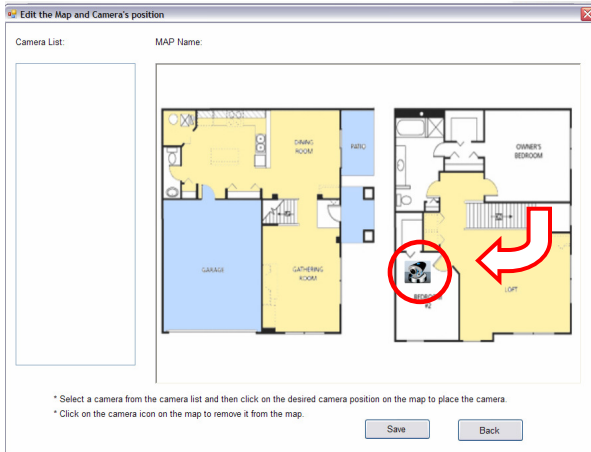 Edit the Map and Camera's position
Camera List:
MAP Name:
DINING
ROOM
PATIO
OWNER'S
BEDROOM
GARAGE
GATHERING
ROOM
BEDROOM
#2
LOFT
* Select a camera from the camera list and then click on the desired camera position on the map to place the camera.
* Click on the camera icon on the map to remove it from the map.
Save
Back